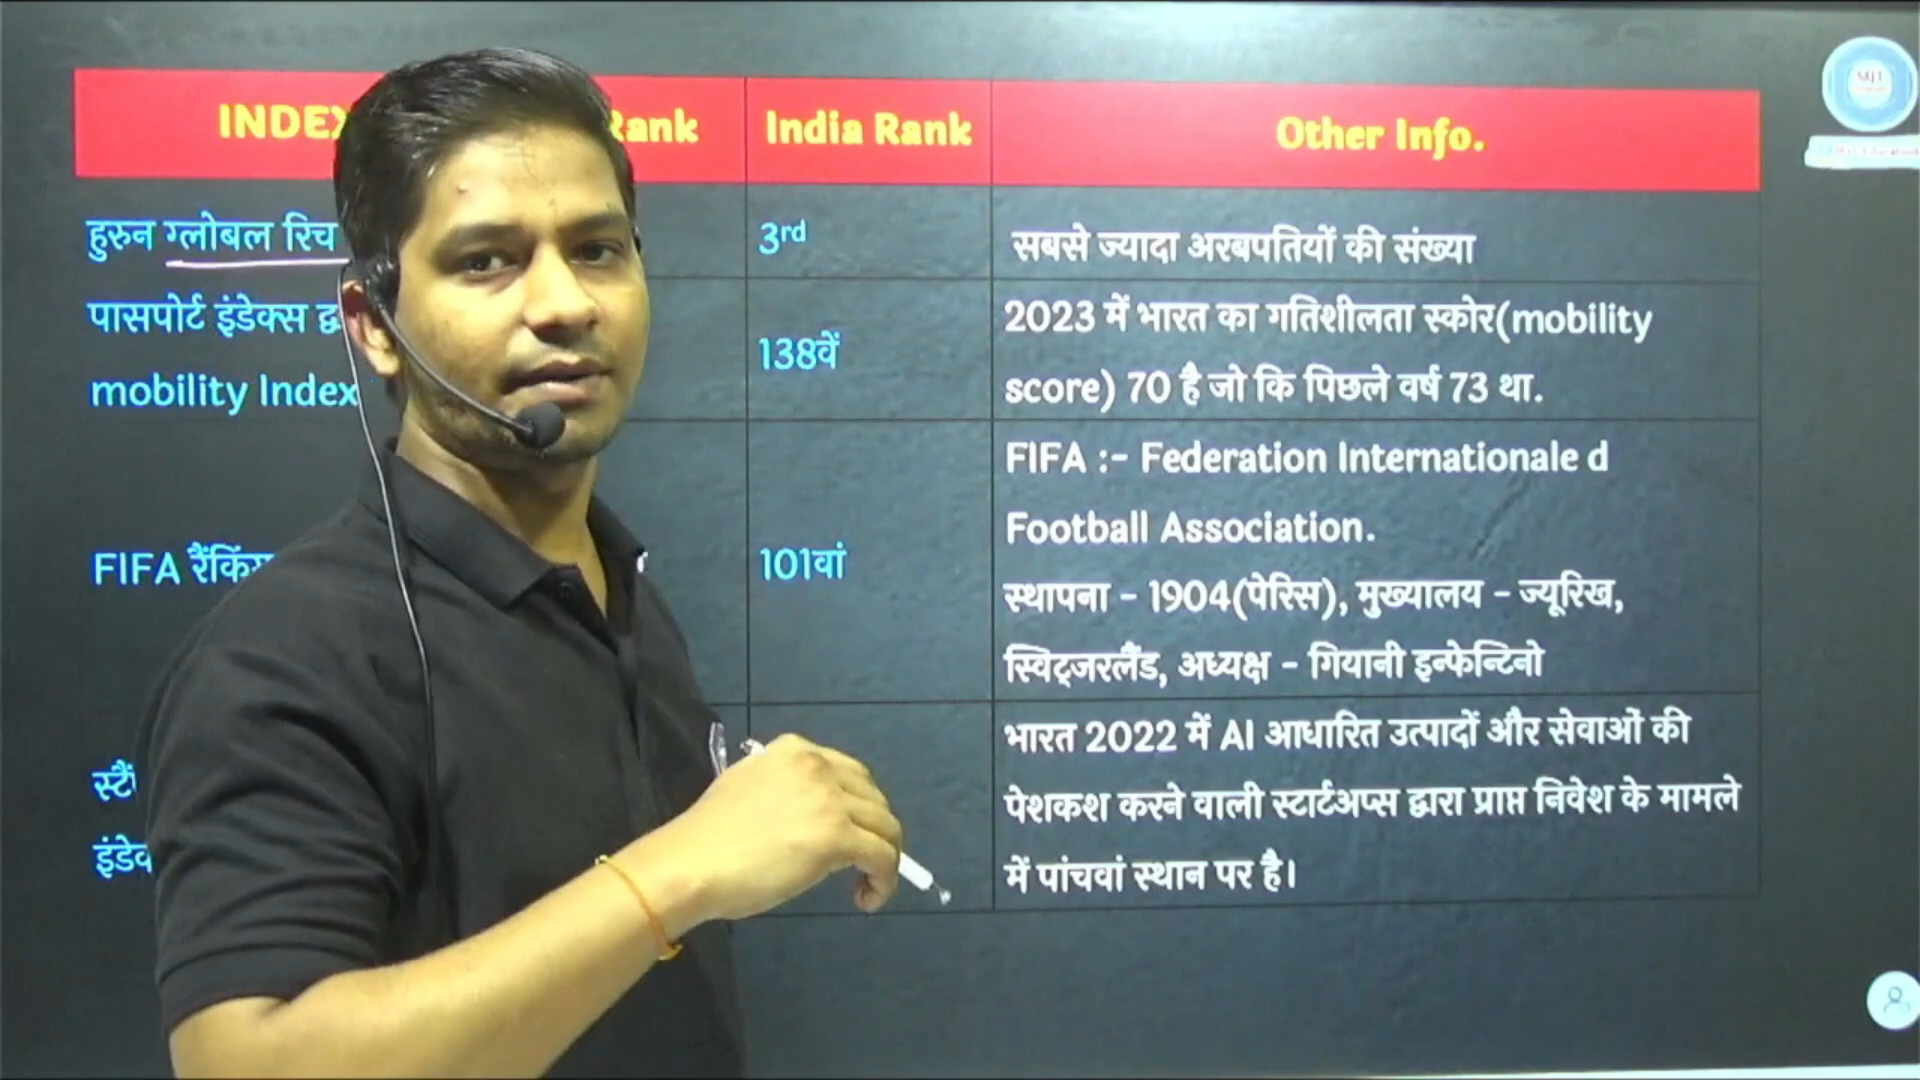 INDEX Rank India Rank Other Info.
हुरुन ग्लोबल रिच 3rd सबसे ज्यादा अरबपतियों की संख्या
पासपोर्ट इंडेक्स
mobility Index
138वें
2023 में भारत का गतिशीलता स्कोर(mobility
score) 70 है जो कि पिछले वर्ष 73 था.
FIFA रैंकिंग
101वां
FIFA :- Federation Internationale d
Football Association.
स्थापना - 1904(पेरिस), मुख्यालय - ज्यूरिख,
स्विट्जरलैंड, अध्यक्ष - गियानी इन्फेन्टिनो
भारत 2022 में AI आधारित उत्पादों और सेवाओं की
पेशकश करने वाली स्टार्टअप्स द्वारा प्राप्त निवेश के मामले
में पांचवां स्थान पर है।
MJT